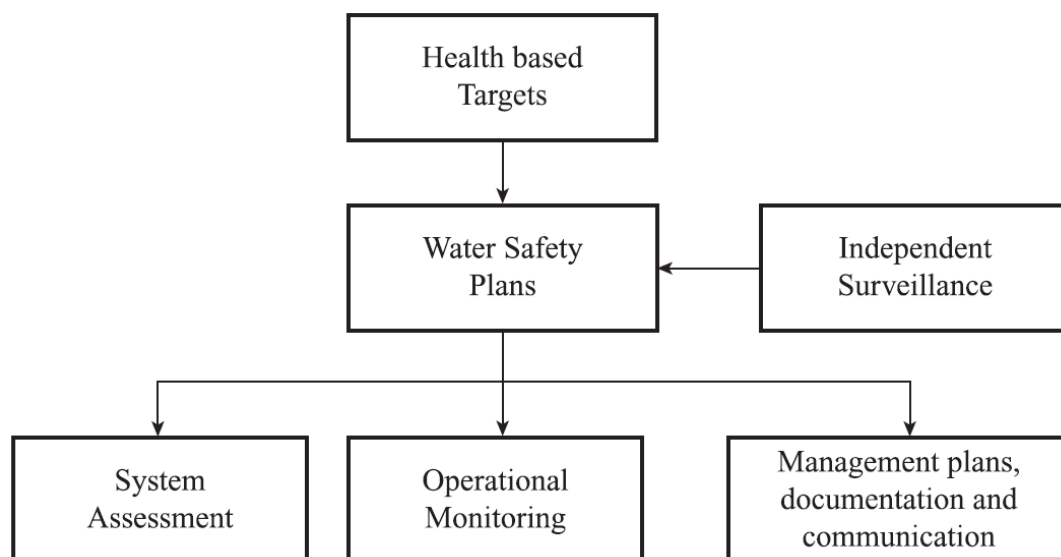 Health based
Targets
Water Safety
Plans
Independent
Surveillance
System
Assessment
Operational
Monitoring
Management plans,
documentation and
communication